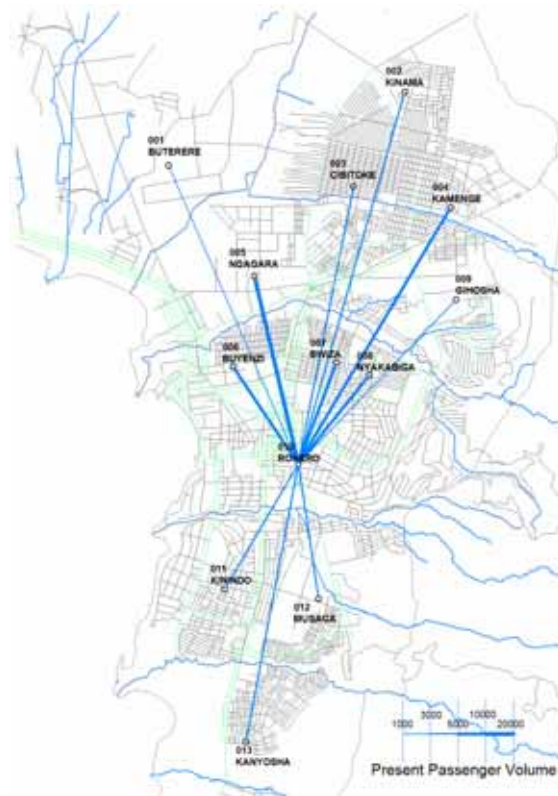 002
KINAMA
001
BUTERERE
003
CIBITOKE
004
KAMENGE
005
NGAGARA
009
GIHOSHA
007
BWIZA
006
BUYENZI
008
NYAKABIGA
ROHERO
011
KININDO
012
MUSAGA
013
KANYOSHA
3000 10000
1000 5000 20000
Present Passenger Volume